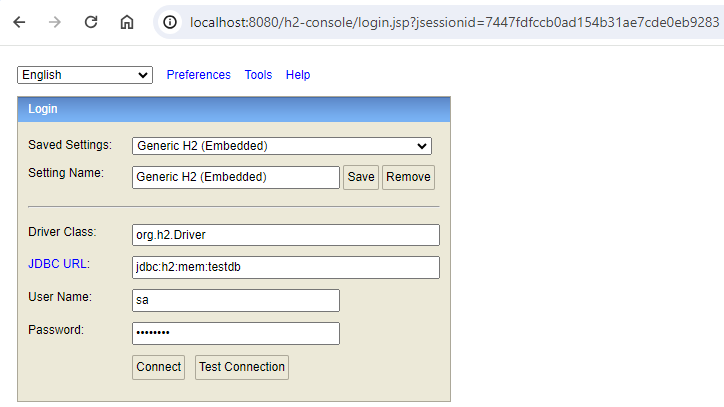 localhost:8080/h2-console/login.jsp?jsessionid=7447fdfccb0ad154b31ae7cde0eb9283
English Preferences Tools Help
Login
Saved Settings: Generic H2 (Embedded)
Setting Name: Generic H2 (Embedded) Save Remove
Driver Class: org.h2.Driver
JDBC URL: jdbc:h2:mem:testdb
User Name: sa
Password: ••••••••
Connect Test Connection